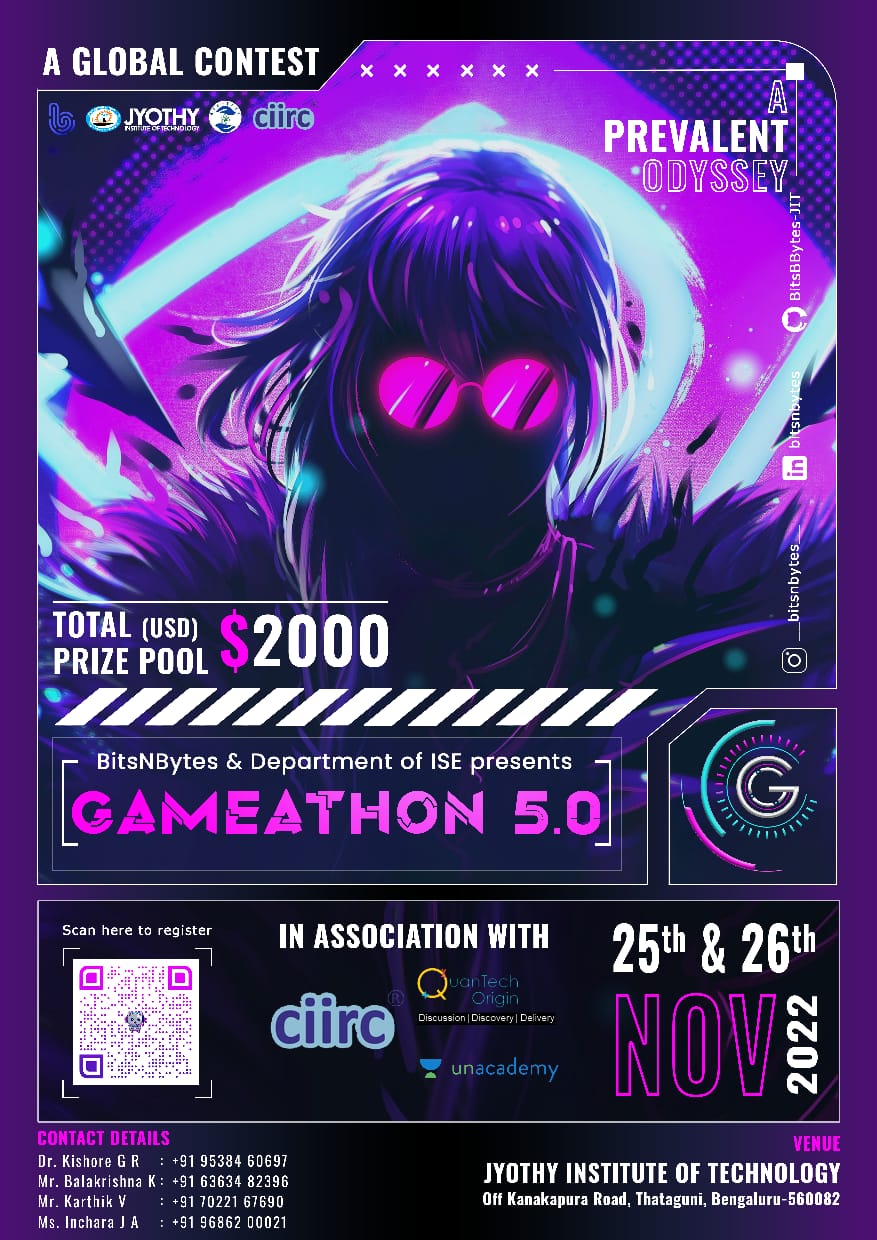 A GLOBAL CONTEST
JYOTHY
INSTITUTE OF TECHNOLOGY
ciirc
A
PREVALENT
ODYSSEY
BitsBBytes-JIT
bitsnbytes
bitsnbytes__
TOTAL (USD)
PRIZE POOL
$2000
BitsNBytes & Department of ISE presents
GAMEATHON 5.0
G
Scan here to register
IN ASSOCIATION WITH
ciirc®
QuanTech
Origin
Discussion | Discovery | Delivery
unacademy
25th & 26th
NOV
2022
CONTACT DETAILS
Dr. Kishore G R : +91 95384 60697
Mr. Balakrishna K : +91 63634 82396
Mr. Karthik V : +91 70221 67690
Ms. Inchara J A : +91 96862 00021
VENUE
JYOTHY INSTITUTE OF TECHNOLOGY
Off Kanakapura Road, Thataguni, Bengaluru-560082